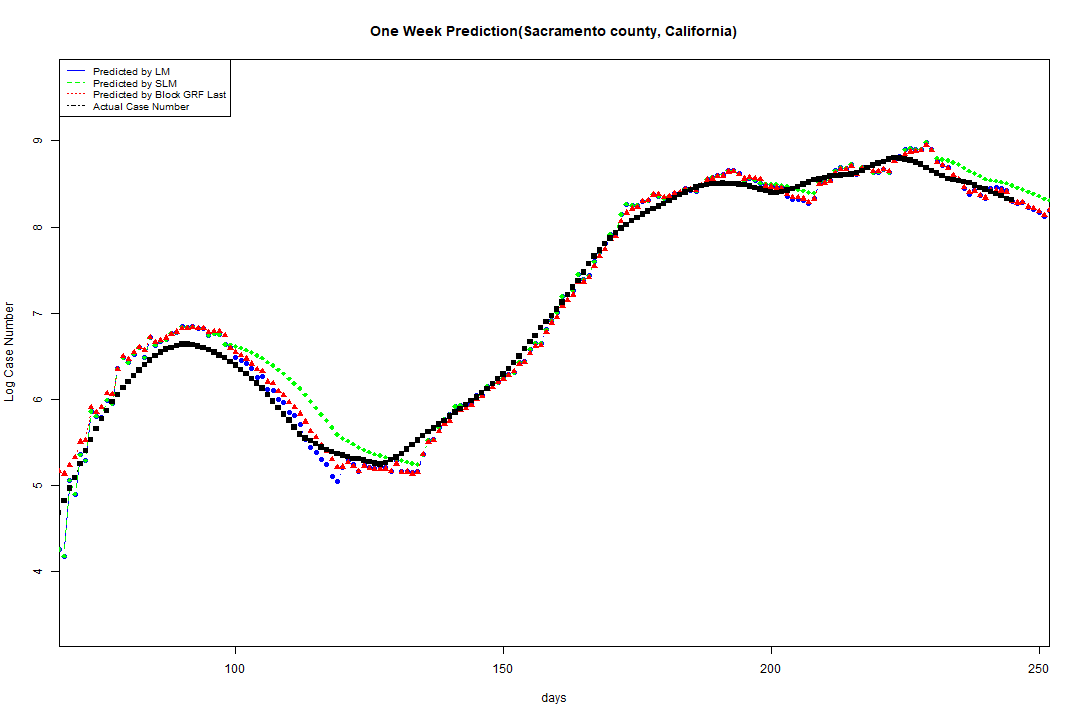 One Week Prediction(Sacramento county, California)
Predicted by LM
Predicted by SLM
Predicted by Block GRF Last
Actual Case Number
9
8
7
6
5
4
Log Case Number
100
150
200
250
days